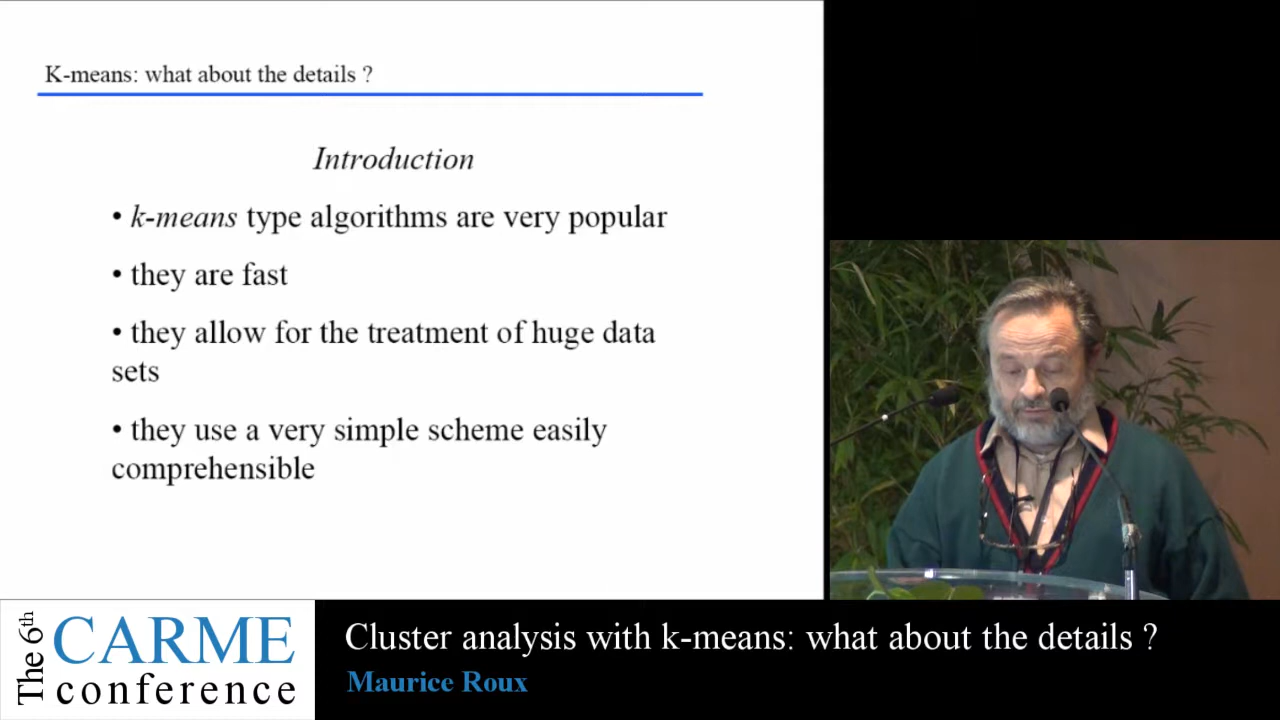 K-means: what about the details ?
Introduction
• k-means type algorithms are very popular
• they are fast
• they allow for the treatment of huge data
sets
• they use a very simple scheme easily
comprehensible
The 6th
CARME
conference
Cluster analysis with k-means: what about the details ?
Maurice Roux